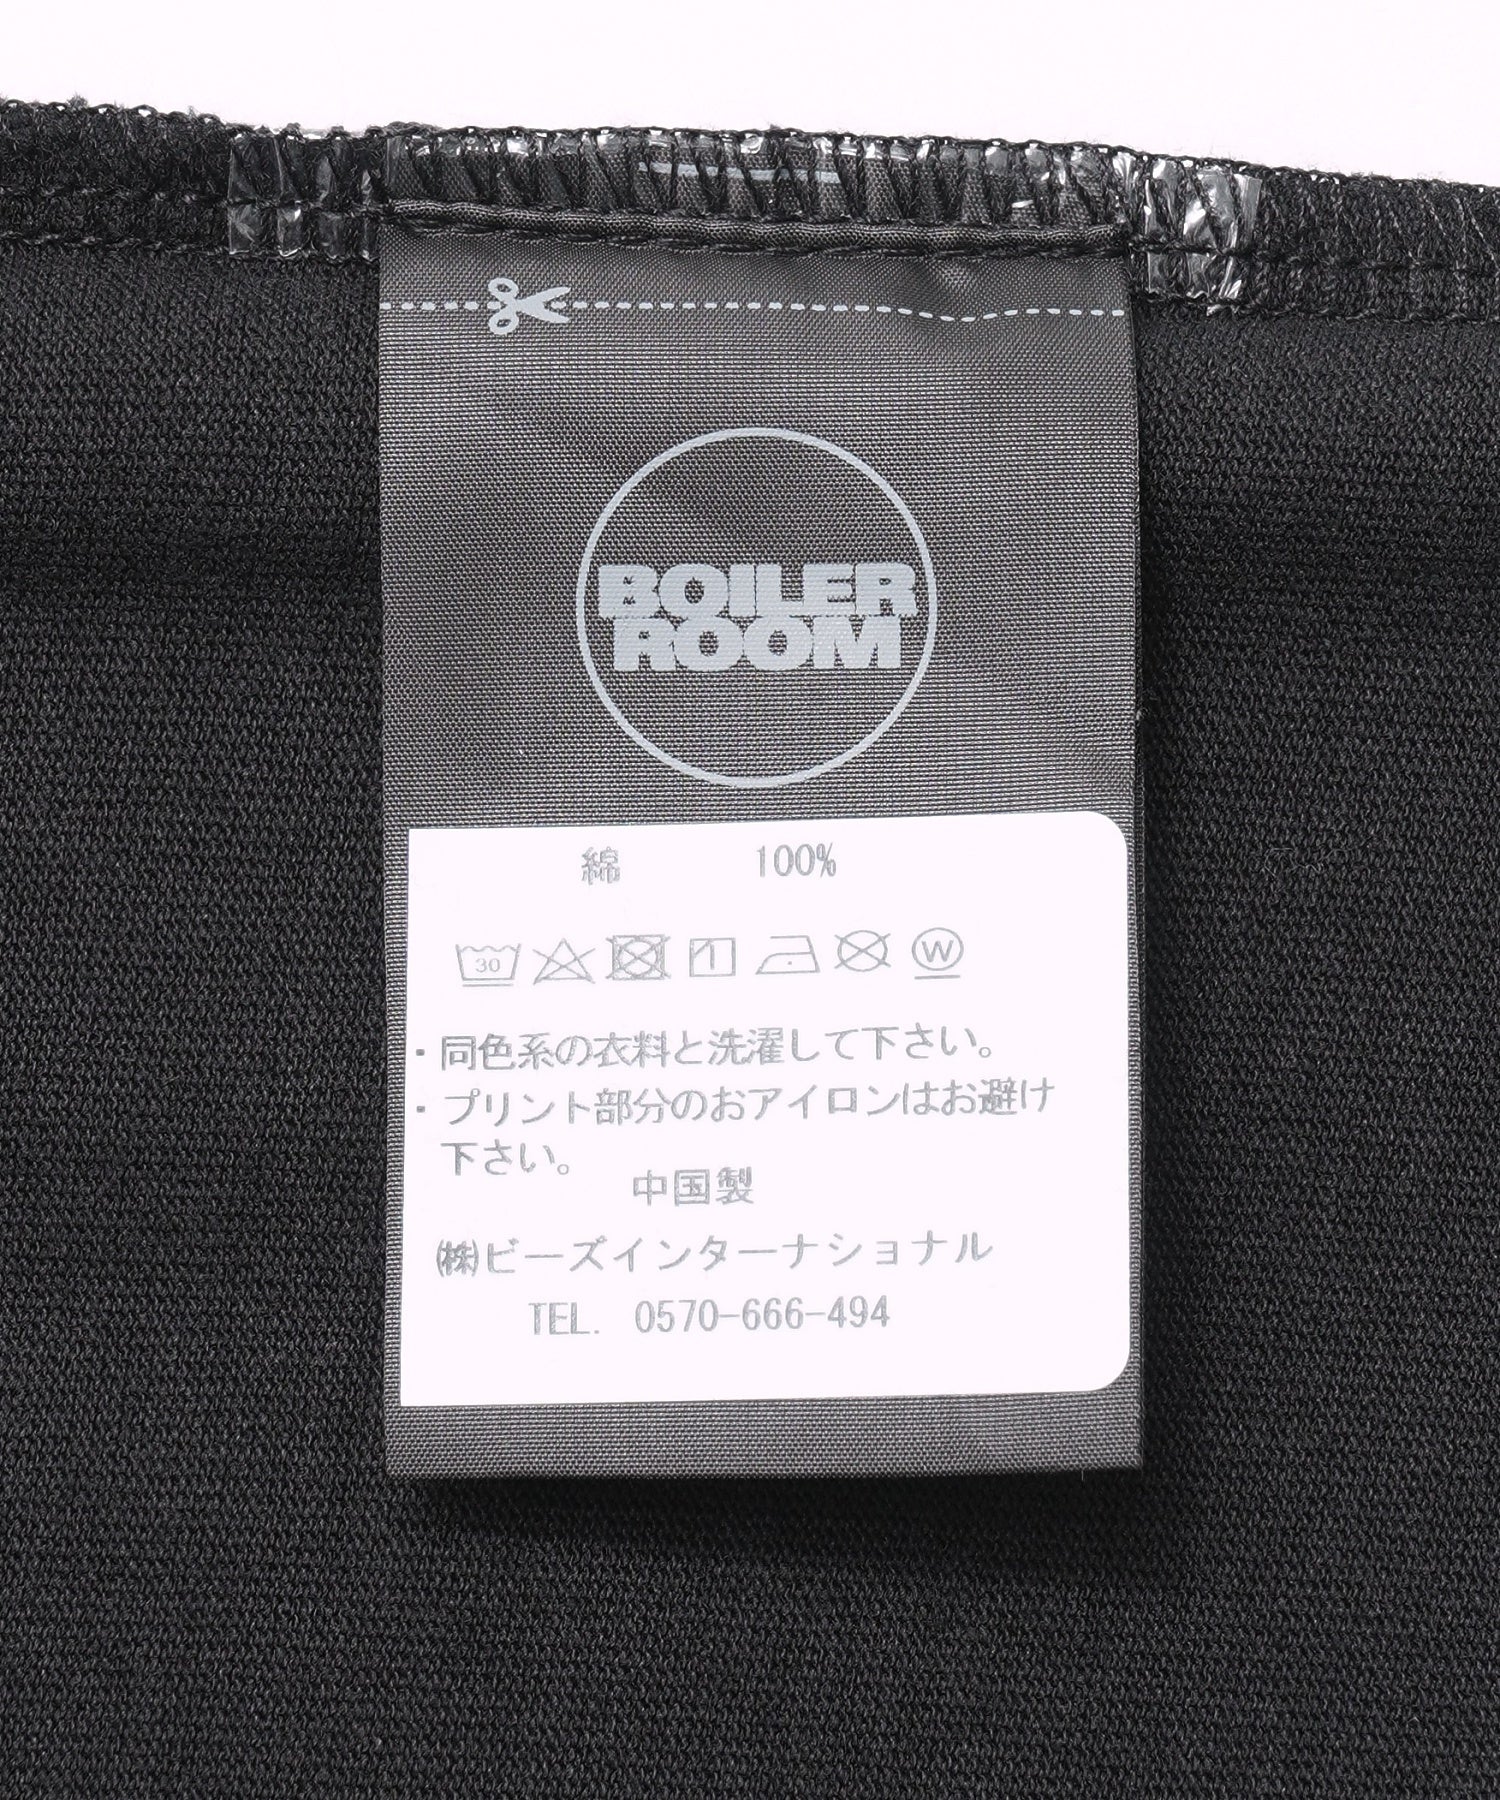 BOILER
ROOM
綿 100%
30 W
・同色系の衣料と洗濯して下さい。
・プリント部分のおアイロンはお避け
下さい。
中国製
㈱ビーズインターナショナル
TEL. 0570-666-494